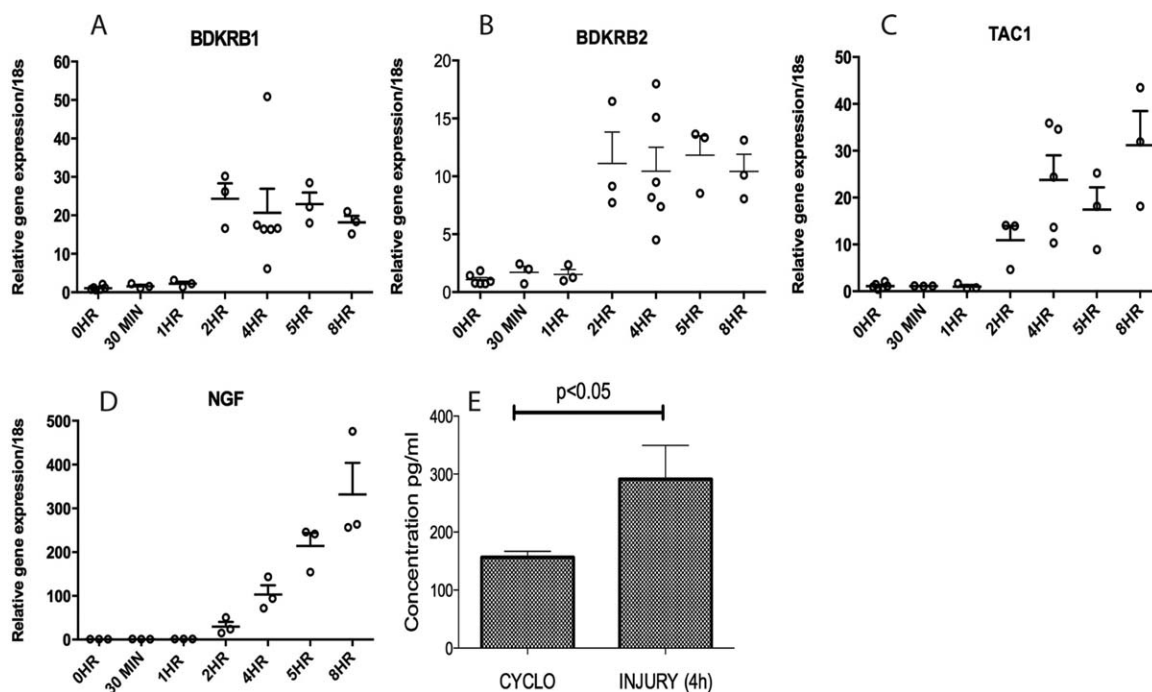 A
BDKRB1
Relative gene expression/18s
60
50
40
30
20
10
0
0HR
30 MIN
1HR
2HR
4HR
5HR
8HR
B
BDKRB2
Relative gene expression/18s
20
15
10
5
0
0HR
30 MIN
1HR
2HR
4HR
5HR
8HR
C
TAC1
Relative gene expression/18s
50
40
30
20
10
0
0HR
30 MIN
1HR
2HR
4HR
5HR
8HR
D
NGF
Relative gene expression/18s
500
400
300
200
100
0
0HR
30 MIN
1HR
2HR
4HR
5HR
8HR
E
p<0.05
Concentration pg/ml
400
300
200
100
0
CYCLO
INJURY (4h)